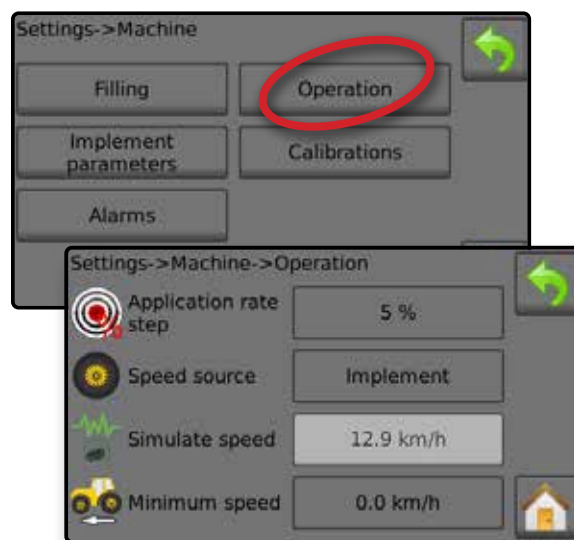 Settings->Machine
Filling
Operation
Implement
parameters
Calibrations
Alarms
Settings->Machine->Operation
Application rate
step
5 %
Speed source
Implement
Simulate speed
12.9 km/h
Minimum speed
0.0 km/h